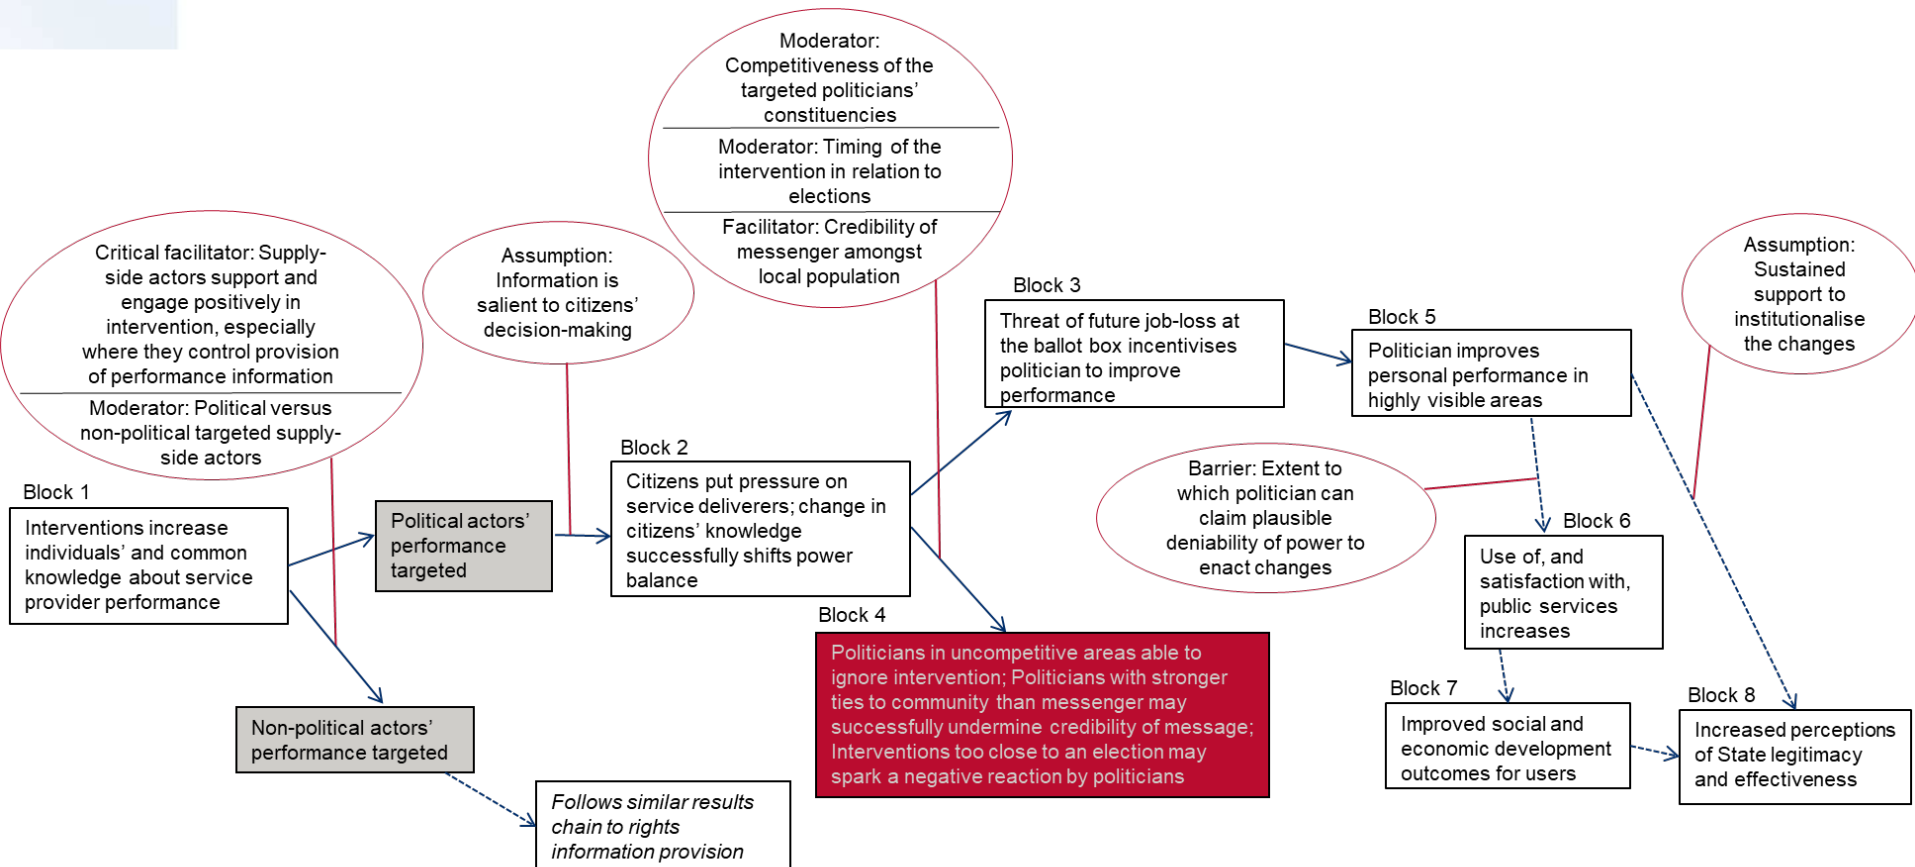 Moderator:
Competitiveness of the
targeted politicians’
constituencies
Moderator: Timing of the
intervention in relation to
elections
Facilitator: Credibility of
messenger amongst
local population
Critical facilitator: Supply-
side actors support and
engage positively in
intervention, especially
where they control provision
of performance information
Moderator: Political versus
non-political targeted supply-
side actors
Assumption:
Information is
salient to citizens’
decision-making
Assumption:
Sustained
support to
institutionalise
the changes
Block 1
Interventions increase
individuals’ and common
knowledge about service
provider performance
Political actors’
performance
targeted
Non-political actors’
performance targeted
Follows similar results
chain to rights
information provision
Block 2
Citizens put pressure on
service deliverers; change in
citizens’ knowledge
successfully shifts power
balance
Block 3
Threat of future job-loss at
the ballot box incentivises
politician to improve
performance
Block 4
Politicians in uncompetitive areas able to
ignore intervention; Politicians with stronger
ties to community than messenger may
successfully undermine credibility of message;
Interventions too close to an election may
spark a negative reaction by politicians
Block 5
Politician improves
personal performance in
highly visible areas
Barrier: Extent to
which politician can
claim plausible
deniability of power to
enact changes
Block 6
Use of, and
satisfaction with,
public services
increases
Block 7
Improved social and
economic development
outcomes for users
Block 8
Increased perceptions
of State legitimacy
and effectiveness